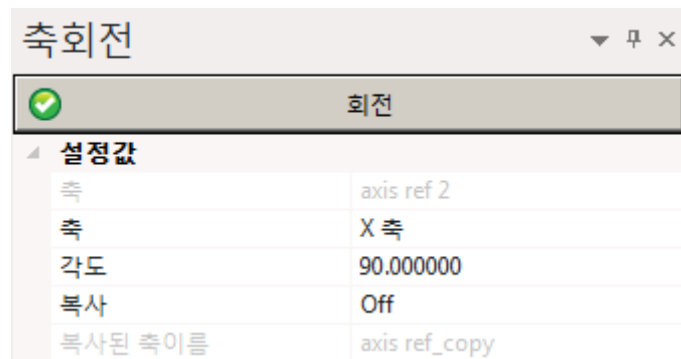 축회전
회전
설정값
축 axis ref 2
축 X 축
각도 90.000000
복사 Off
복사된 축이름 axis ref_copy